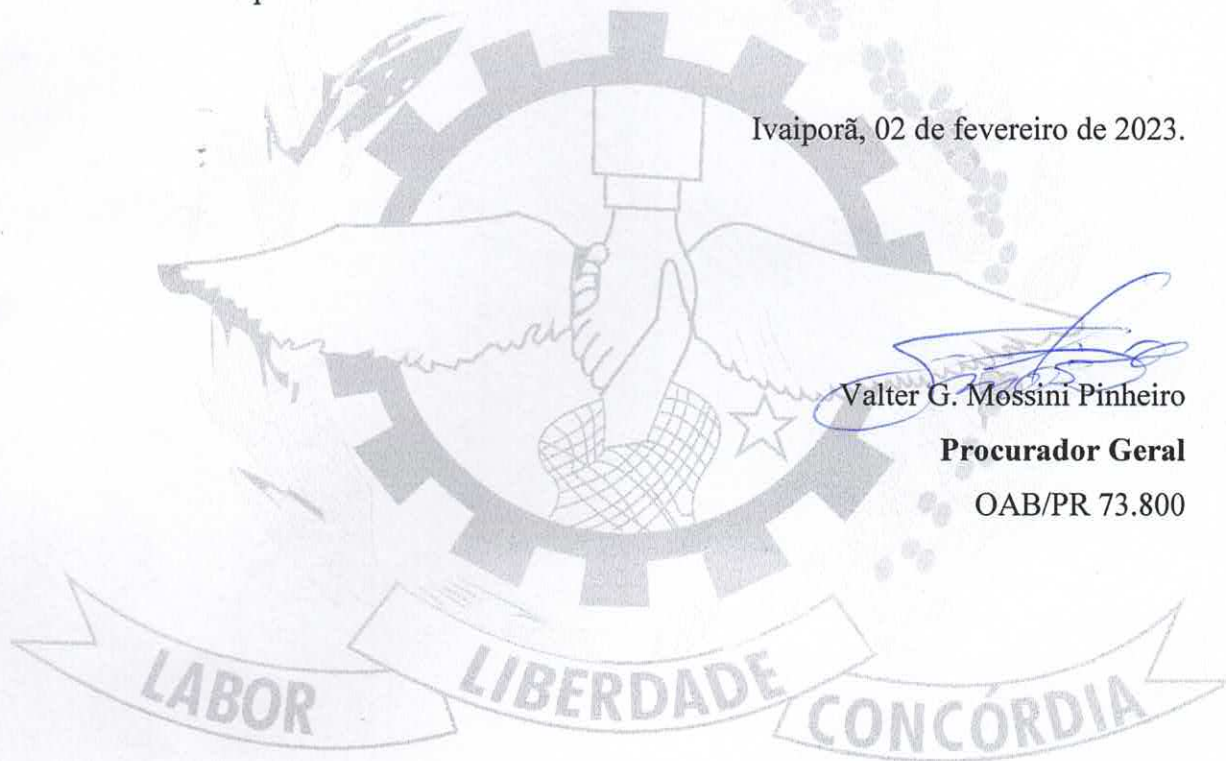 Ivaiporã, 02 de fevereiro de 2023.
Valter G. Mossini Pinheiro
Procurador Geral
OAB/PR 73.800
LABOR
LIBERDADE
CONCÓRDIA